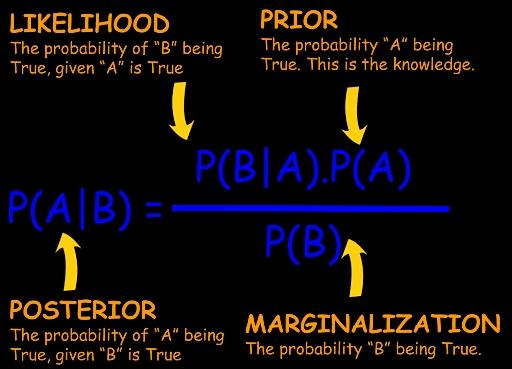 LIKELIHOOD
The probability of “B” being
True, given “A” is True
PRIOR
The probability “A” being
True. This is the knowledge.
P(B|A).P(A)
P(A|B) =
P(B)
POSTERIOR
The probability of “A” being
True, given “B” is True
MARGINALIZATION
The probability “B” being True.